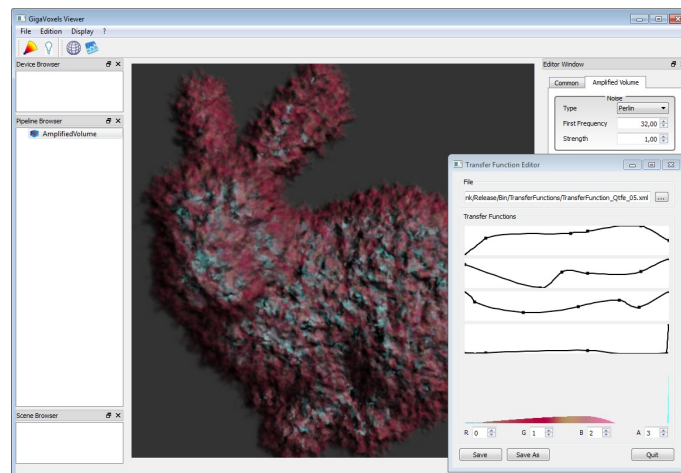 GigaVoxels Viewer
File Edition Display ?
Device Browser
Pipeline Browser
AmplifiedVolume
Scene Browser
Editor Window
Common Amplified Volume
Noise
Type Perlin
First Frequency 32,00
Strength 1,00
Transfer Function Editor
File
nk/Release/Bin/TransferFunctions/TransferFunction_Qtfe_05.xml ...
Transfer Functions
R 0 G 1 B 2 A 3
Save Save As Quit